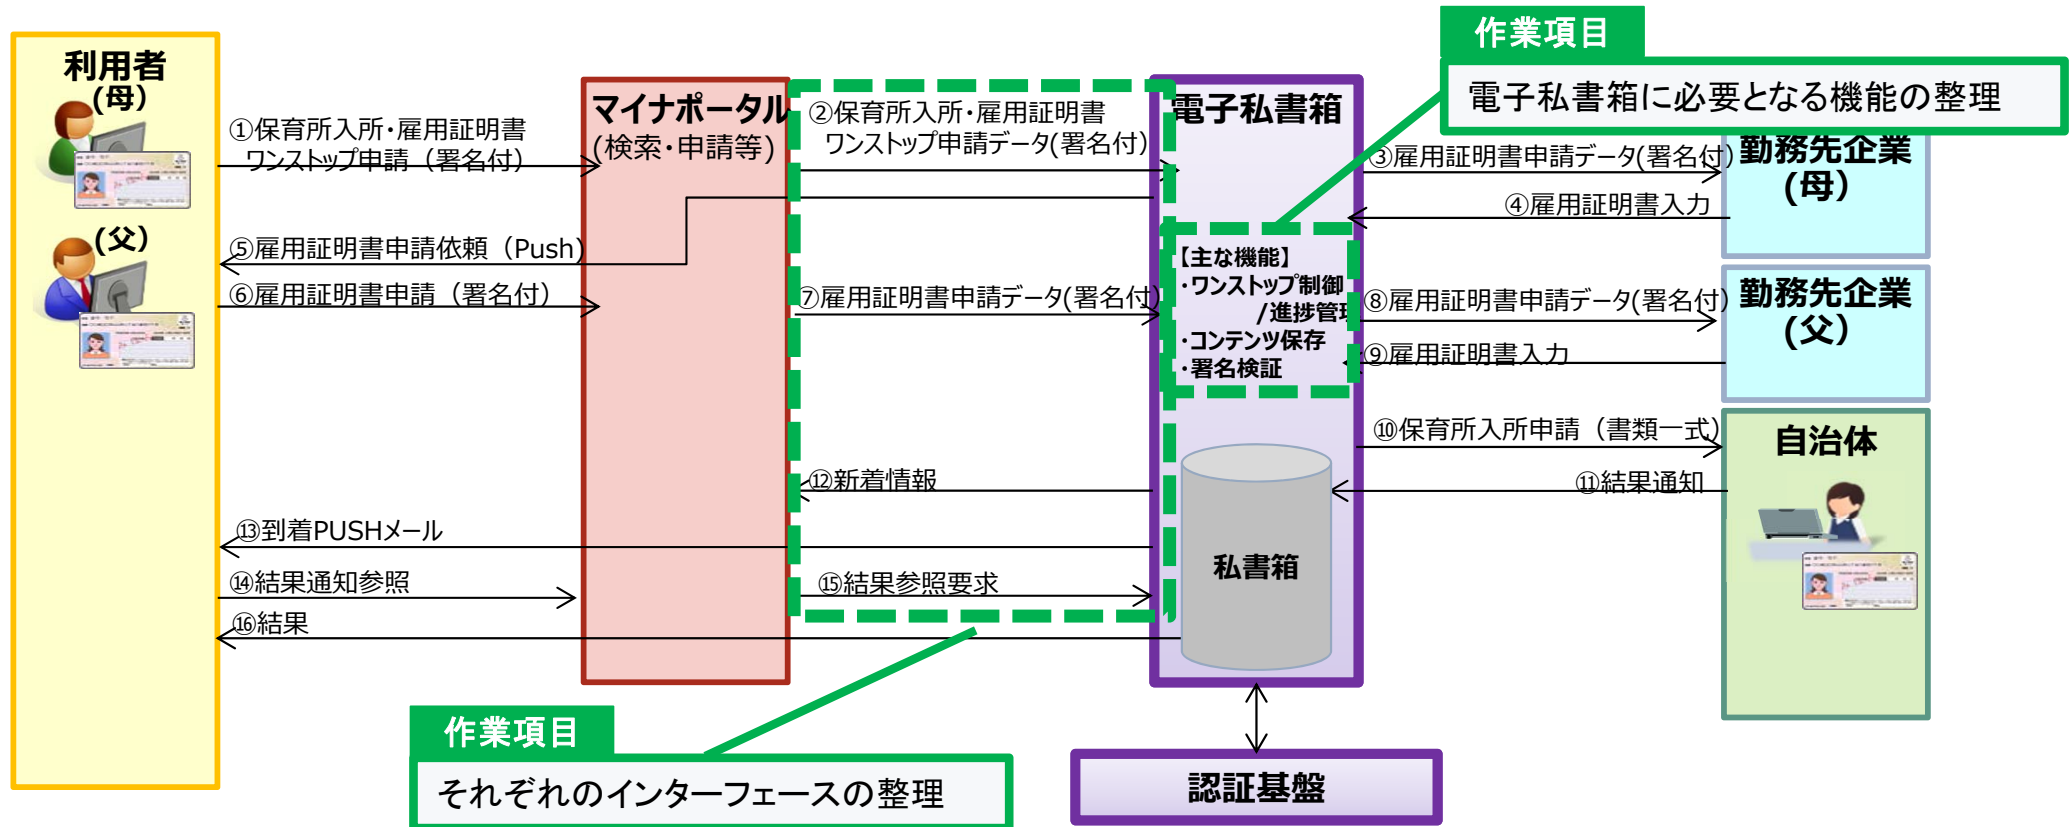 作業項目
電子私書箱に必要となる機能の整理
利用者
(母)
①保育所入所・雇用証明書
ワンストップ申請（署名付）
マイナポータル
(検索・申請等)
②保育所入所・雇用証明書
ワンストップ申請データ(署名付)
電子私書箱
③雇用証明書申請データ(署名付)
勤務先企業
(母)
④雇用証明書入力
(父)
⑤雇用証明書申請依頼（Push）
⑥雇用証明書申請（署名付）
⑦雇用証明書申請データ(署名付)
【主な機能】
・ワンストップ制御
/進捗管理
・コンテンツ保存
・署名検証
⑧雇用証明書申請データ(署名付)
勤務先企業
(父)
⑨雇用証明書入力
⑩保育所入所申請（書類一式）
自治体
⑪結果通知
⑫新着情報
⑬到着PUSHメール
⑭結果通知参照
⑮結果参照要求
私書箱
⑯結果
作業項目
それぞれのインターフェースの整理
認証基盤